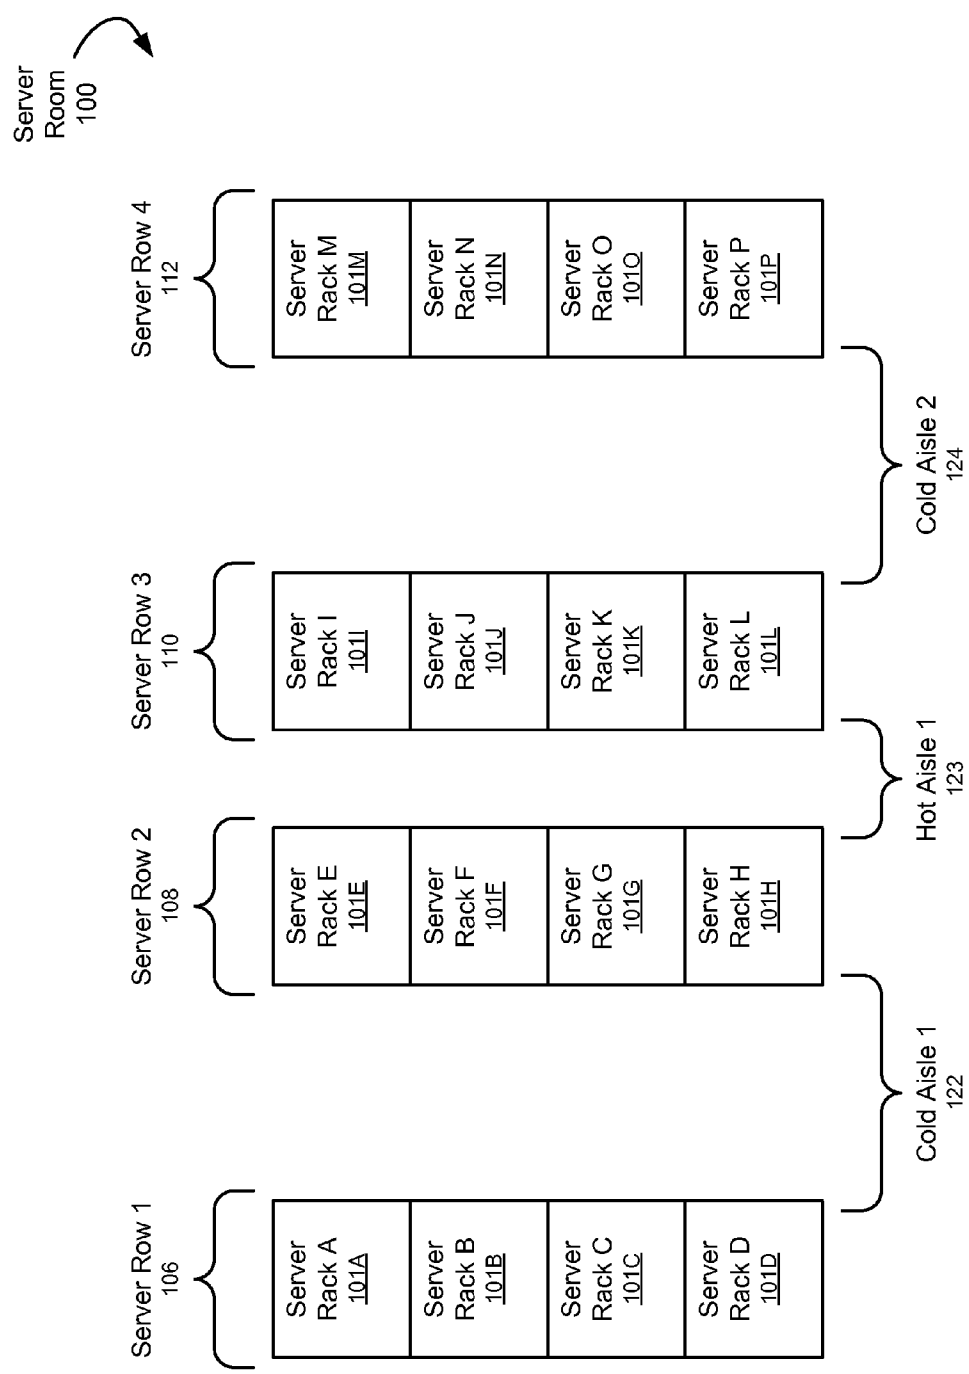 Server
Room
100
Server Row 1
106
Server Row 2
108
Server Row 3
110
Server Row 4
112
Server
Rack A
101A
Server
Rack E
101E
Server
Rack I
101I
Server
Rack M
101M
Server
Rack B
101B
Server
Rack F
101F
Server
Rack J
101J
Server
Rack N
101N
Server
Rack C
101C
Server
Rack G
101G
Server
Rack K
101K
Server
Rack O
101O
Server
Rack D
101D
Server
Rack H
101H
Server
Rack L
101L
Server
Rack P
101P
Cold Aisle 1
122
Hot Aisle 1
123
Cold Aisle 2
124